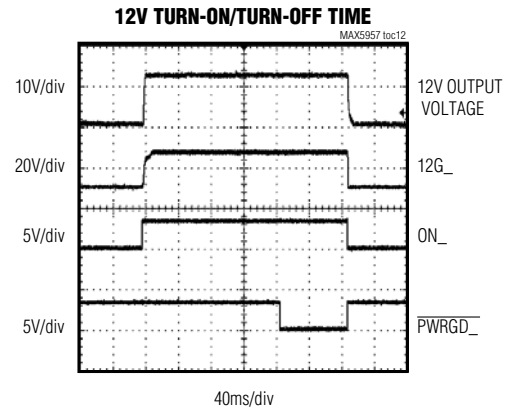 12V TURN-ON/TURN-OFF TIME
MAX5957 toc12
10V/div
12V OUTPUT
VOLTAGE
20V/div
12G_
5V/div
ON_
5V/div
PWRGD_
40ms/div